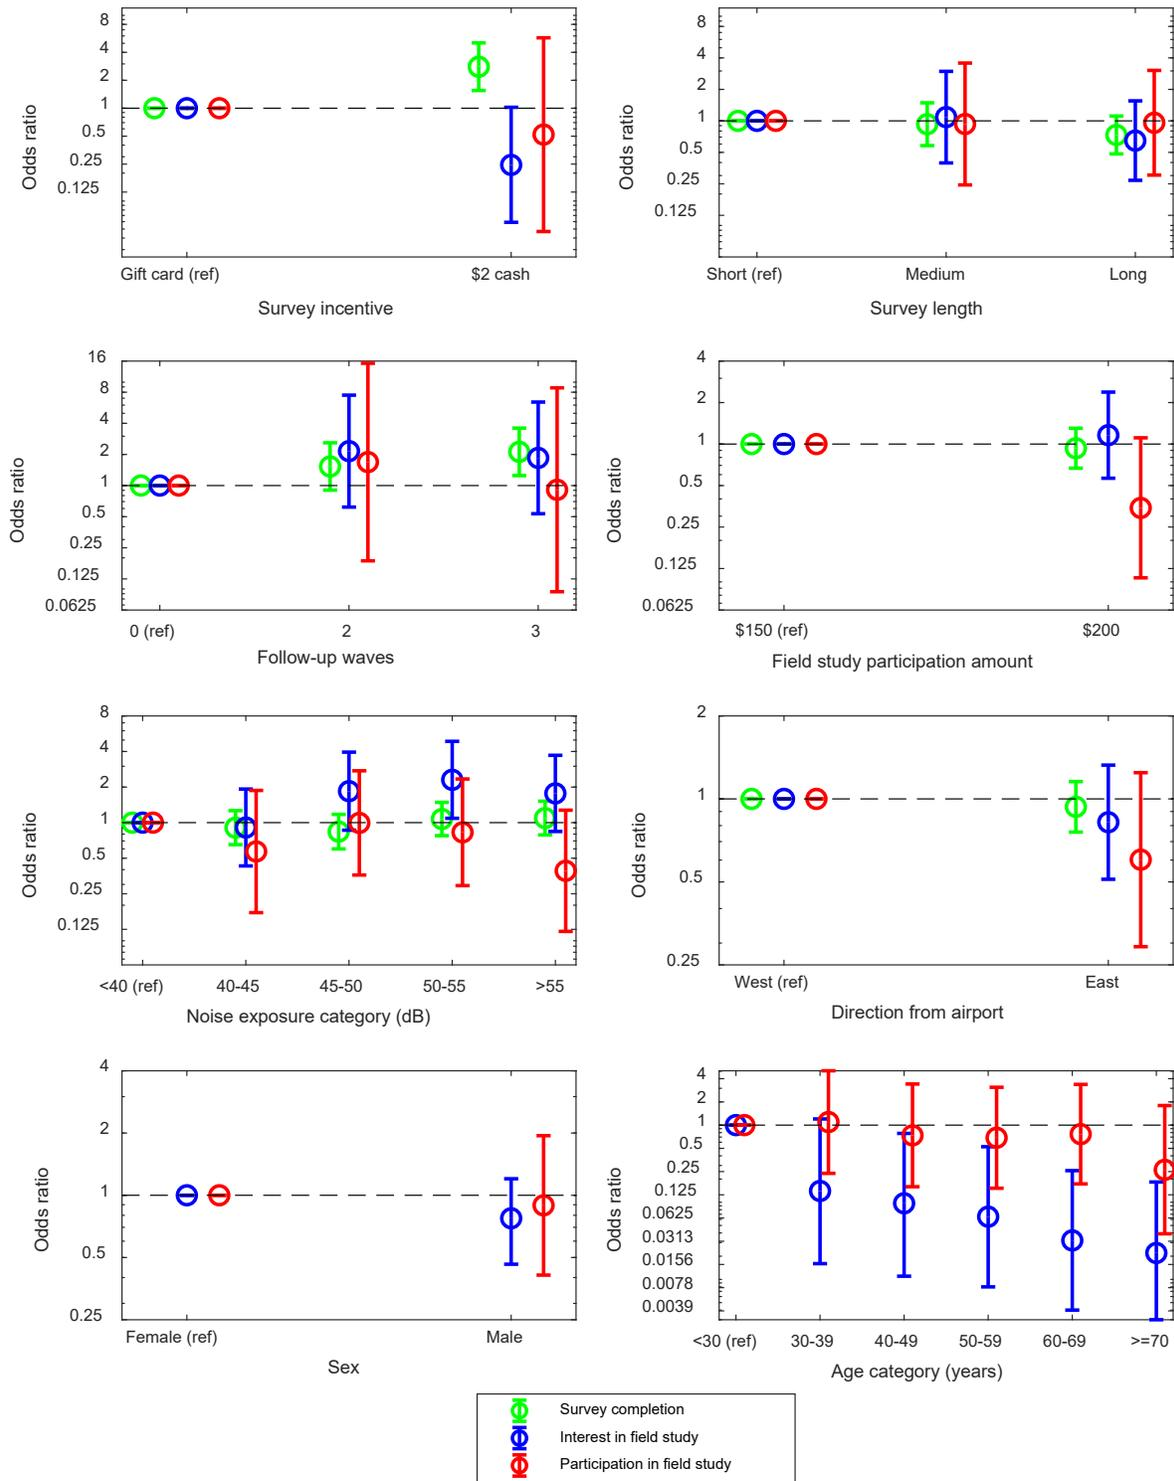 8
4
2
1
0.5
0.25
0.125
Odds ratio
Gift card (ref)
$2 cash
Survey incentive
8
4
2
1
0.5
0.25
0.125
Odds ratio
Short (ref)
Medium
Long
Survey length
16
8
4
2
1
0.5
0.25
0.125
0.0625
Odds ratio
0 (ref)
2
3
Follow-up waves
4
2
1
0.5
0.25
0.125
0.0625
Odds ratio
$150 (ref)
$200
Field study participation amount
8
4
2
1
0.5
0.25
0.125
Odds ratio
<40 (ref)
40-45
45-50
50-55
>55
Noise exposure category (dB)
2
1
0.5
0.25
Odds ratio
West (ref)
East
Direction from airport
4
2
1
0.5
0.25
Odds ratio
Female (ref)
Male
Sex
4
2
1
0.5
0.25
0.125
0.0625
0.0313
0.0156
0.0078
0.0039
Odds ratio
<30 (ref)
30-39
40-49
50-59
60-69
>=70
Age category (years)
Survey completion
Interest in field study
Participation in field study